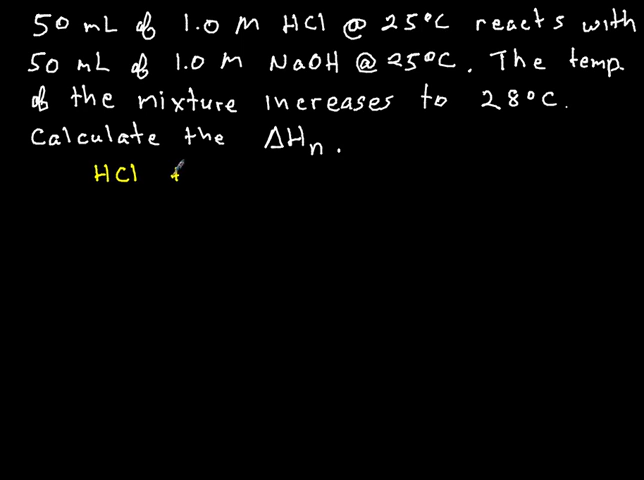 50 mL of 1.0 M HCl @ 25°C reacts with
50 mL of 1.0 M NaOH @ 25°C. The temp.
of the mixture increases to 28°C.
Calculate the ΔHn.
HCl +